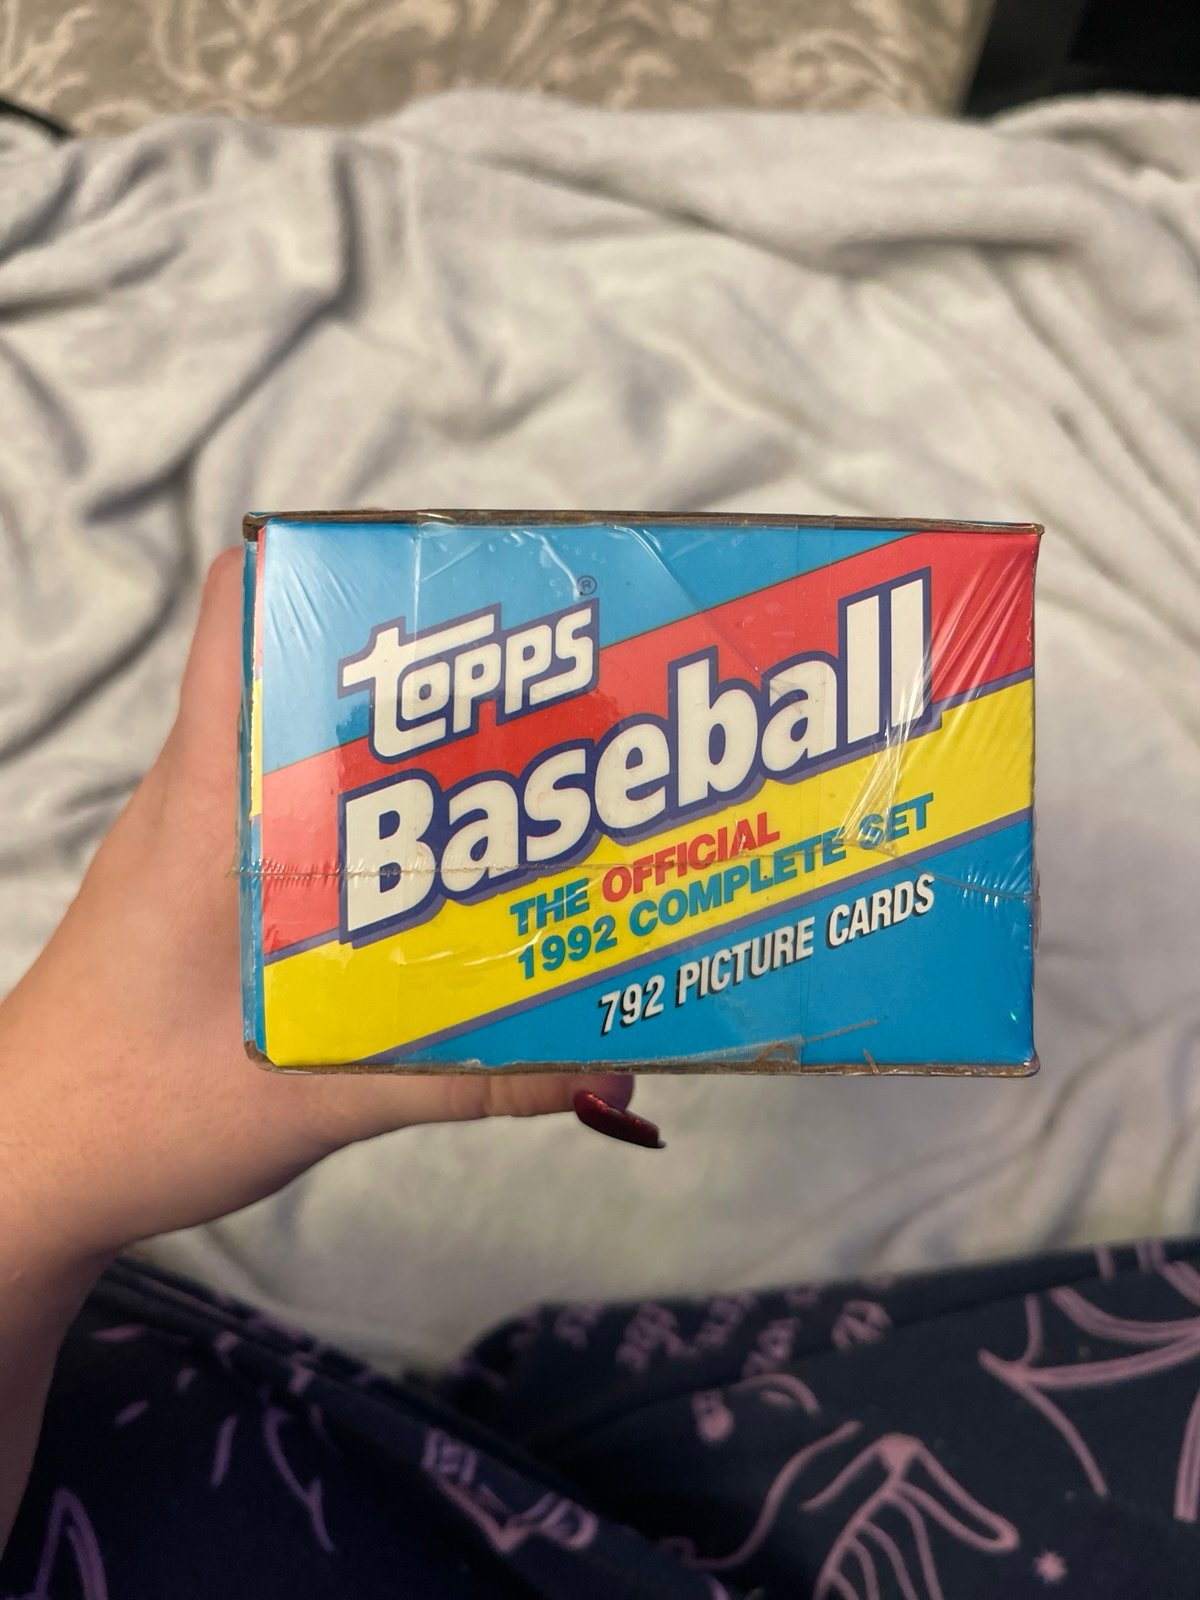 topps®
Baseball
THE OFFICIAL
1992 COMPLETE SET
792 PICTURE CARDS